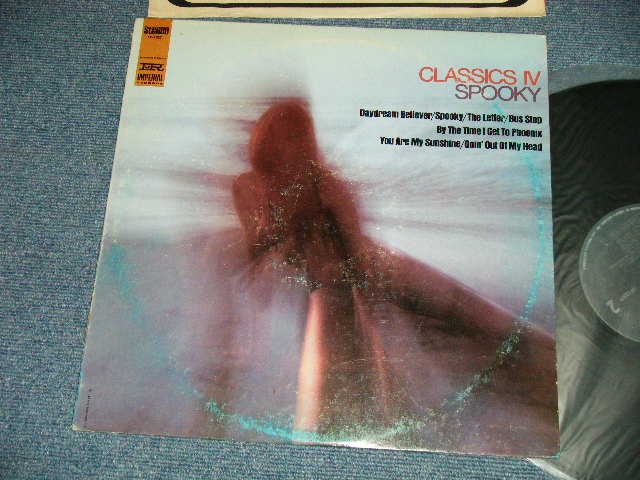 STEREO
IMPERIAL
CLASSICS IV
SPOOKY
Daydream Believer/Spooky/The Letter/Bus Stop
By The Time I Get To Phoenix
You Are My Sunshine/Goin' Out Of My Head
2